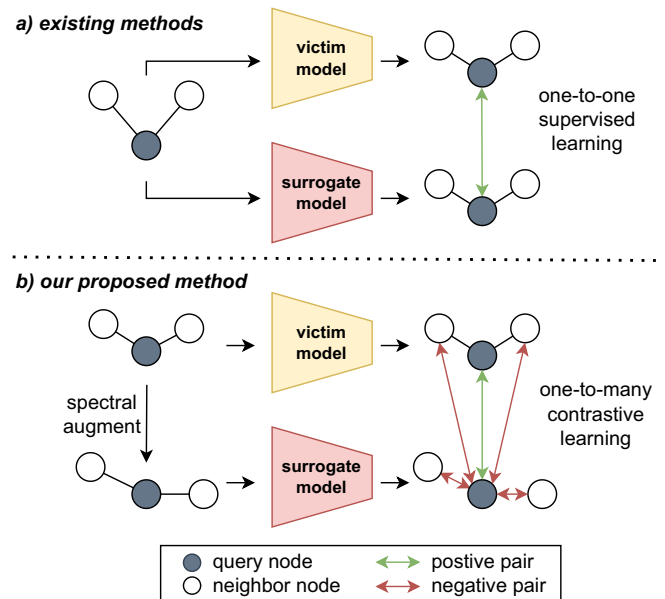 a) existing methods
victim
model
one-to-one
supervised
learning
surrogate
model
b) our proposed method
victim
model
spectral
augment
one-to-many
contrastive
learning
surrogate
model
query node
postive pair
neighbor node
negative pair